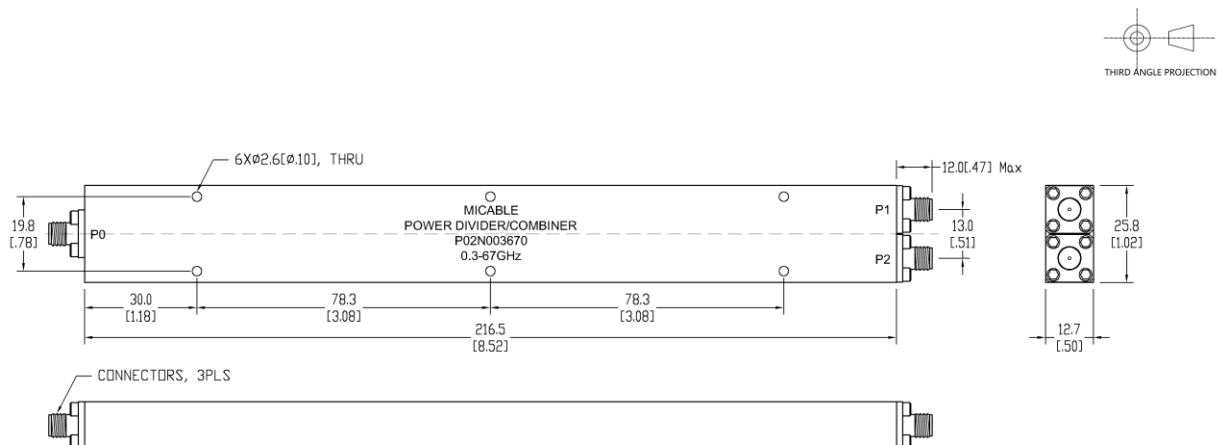 THIRD ANGLE PROJECTION
6XØ2.6[Ø.10], THRU
12.0[.47] Max
19.8
[.78]
P0
MICABLE
POWER DIVIDER/COMBINER
P02N003670
0.3-67GHz
P1
P2
13.0
[.51]
25.8
[1.02]
30.0
[1.18]
78.3
[3.08]
78.3
[3.08]
216.5
[8.52]
12.7
[.50]
CONNECTORS, 3PLS